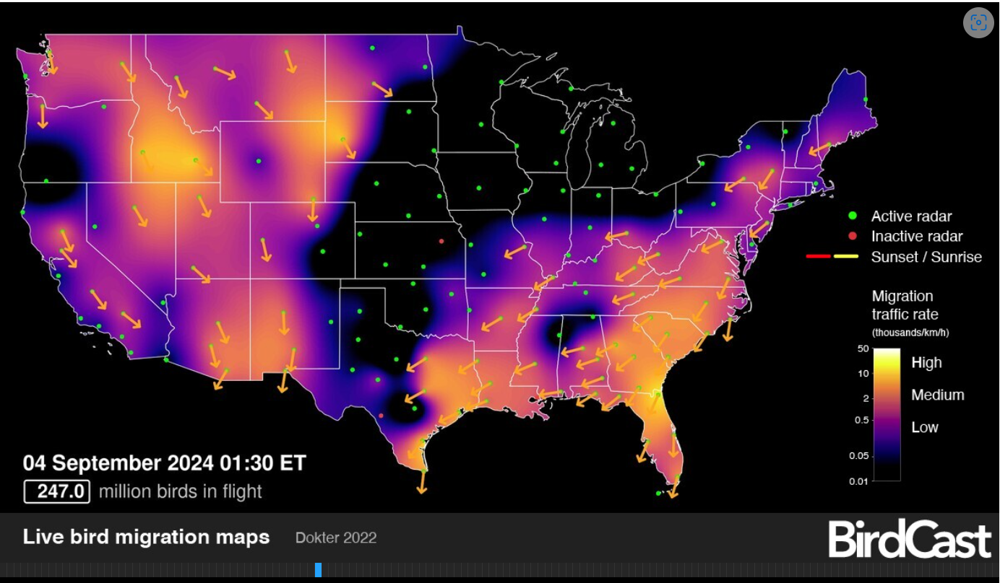 Active radar
Inactive radar
Sunset / Sunrise
Migration
traffic rate
(thousands/km/h)
50
10
2
0.5
0.05
0.01
High
Medium
Low
04 September 2024 01:30 ET
247.0 million birds in flight
Live bird migration maps Dokter 2022
BirdCast